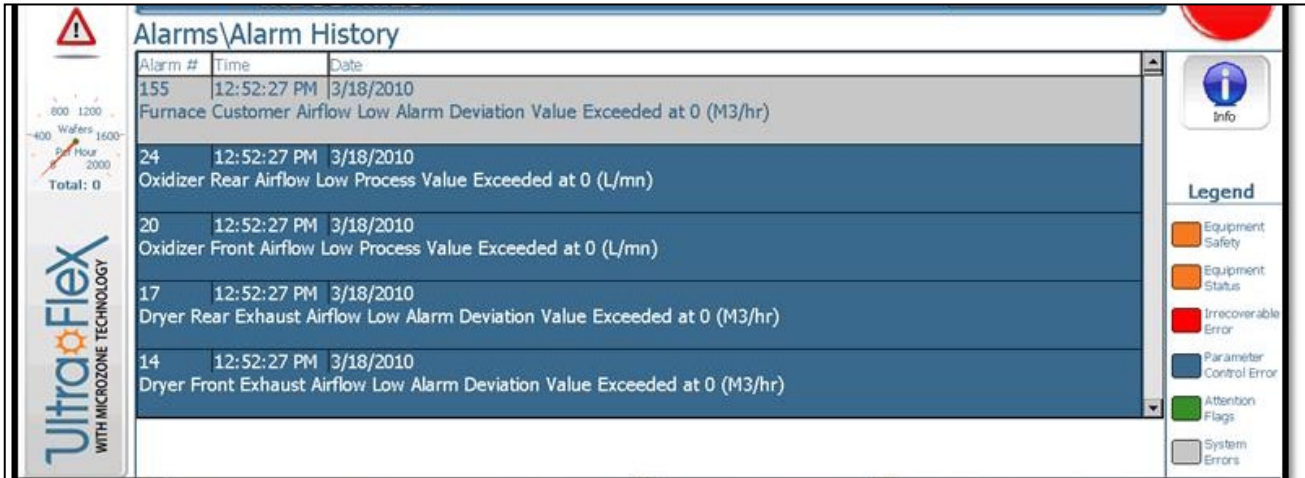 Alarms\Alarm History
Alarm # Time Date
155 12:52:27 PM 3/18/2010
Furnace Customer Airflow Low Alarm Deviation Value Exceeded at 0 (M3/hr)
24 12:52:27 PM 3/18/2010
Oxidizer Rear Airflow Low Process Value Exceeded at 0 (L/mn)
20 12:52:27 PM 3/18/2010
Oxidizer Front Airflow Low Process Value Exceeded at 0 (L/mn)
17 12:52:27 PM 3/18/2010
Dryer Rear Exhaust Airflow Low Alarm Deviation Value Exceeded at 0 (M3/hr)
14 12:52:27 PM 3/18/2010
Dryer Front Exhaust Airflow Low Alarm Deviation Value Exceeded at 0 (M3/hr)
800 1200
400 Wafers 1600
Per Hour
0 2000
Total: 0
UltraFlex
WITH MICROZONE TECHNOLOGY
Info
Legend
Equipment
Safety
Equipment
Status
Irrecoverable
Error
Parameter
Control Error
Attention
Flags
System
Errors